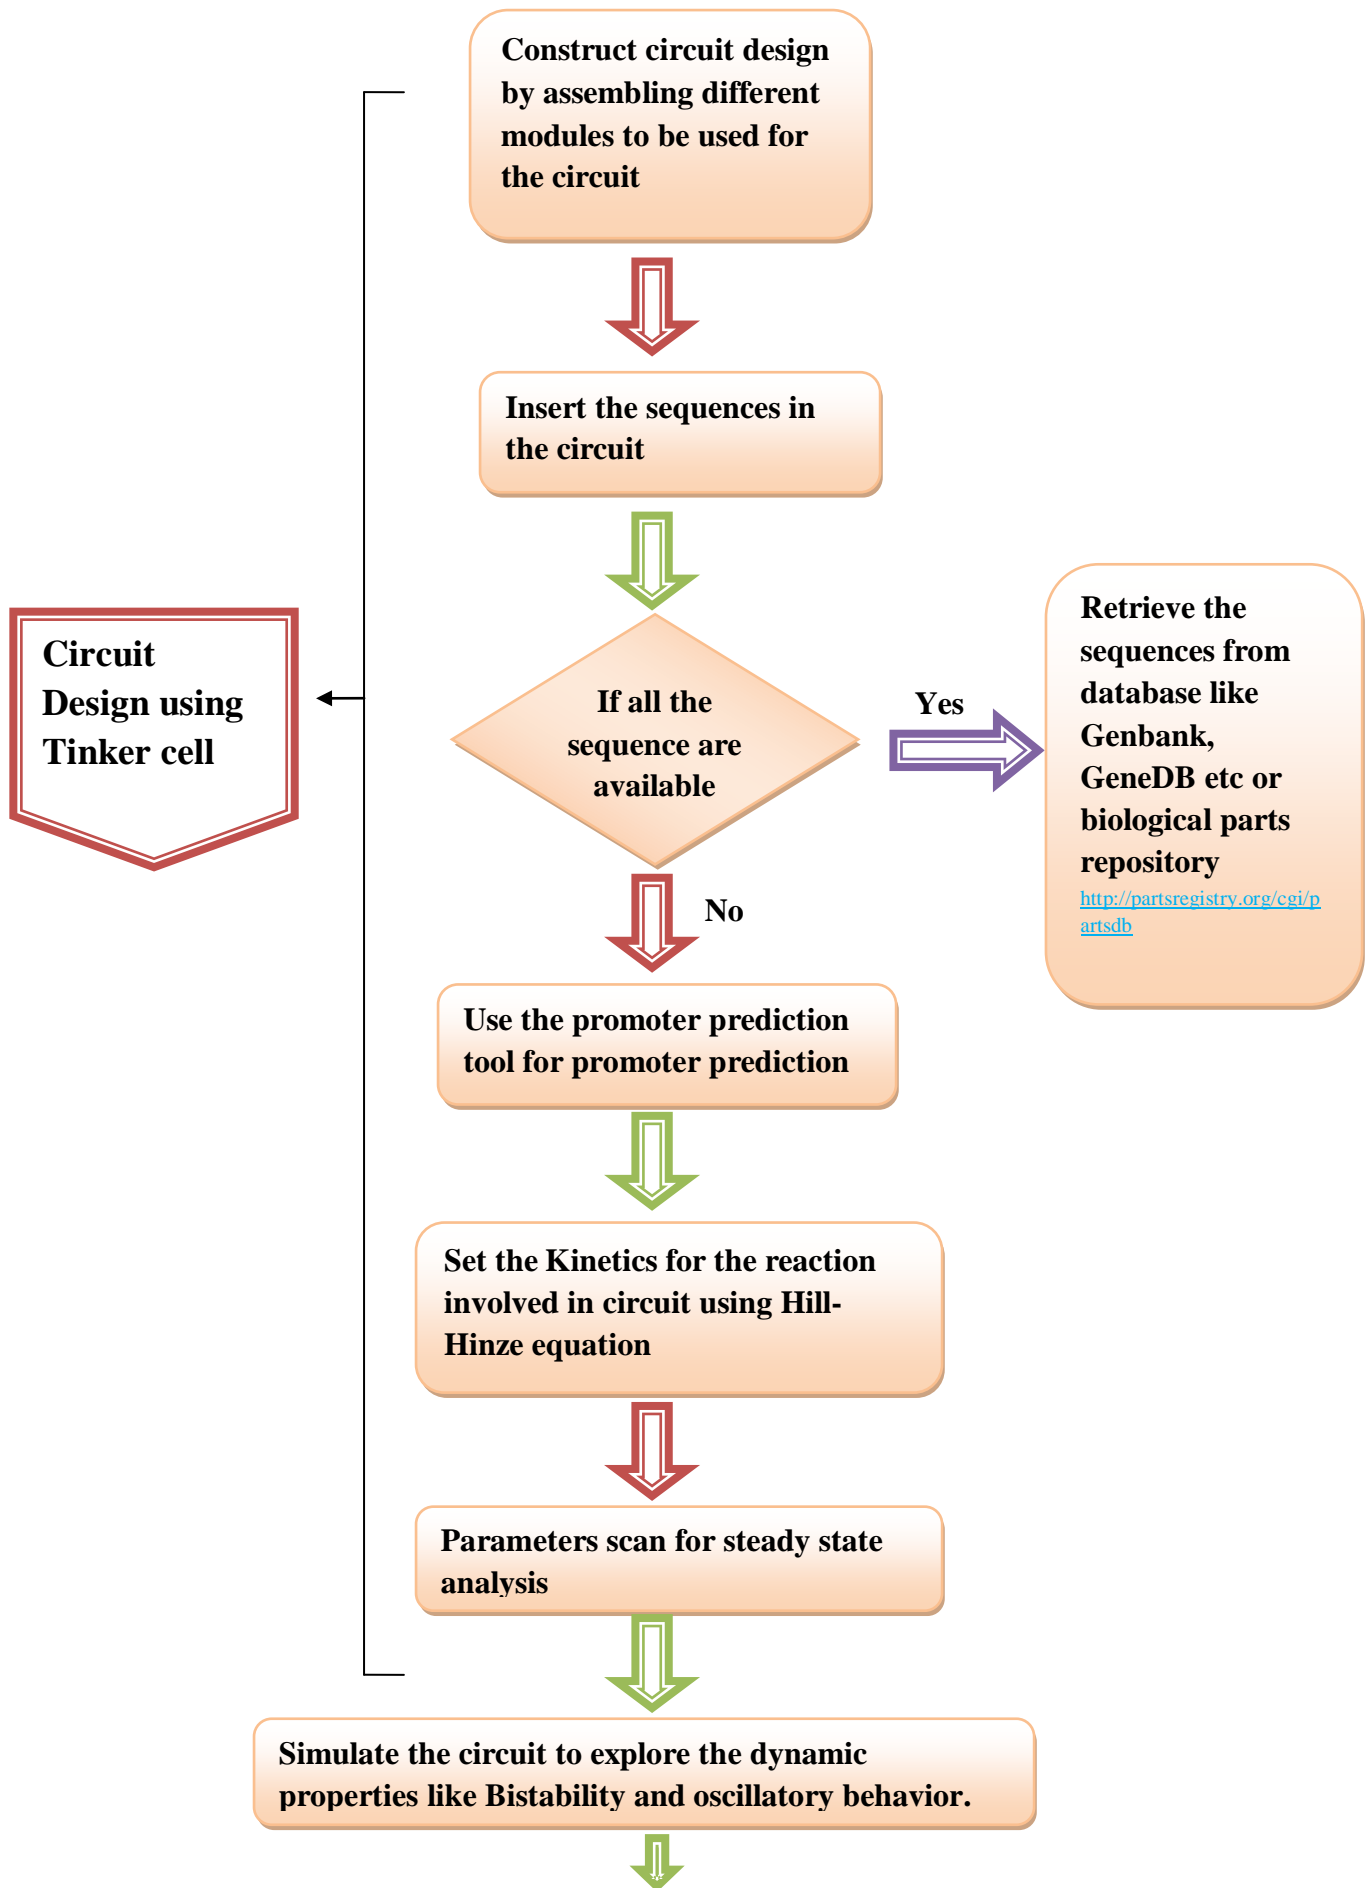 Construct circuit design
by assembling different
modules to be used for
the circuit
Insert the sequences in
the circuit
Circuit
Design using
Tinker cell
If all the
sequence are
available
Yes
Retrieve the
sequences from
database like
Genbank,
GeneDB etc or
biological parts
repository
http://partsregistry.org/cgi/p
artsdb
No
Use the promoter prediction
tool for promoter prediction
Set the Kinetics for the reaction
involved in circuit using Hill-
Hinze equation
Parameters scan for steady state
analysis
Simulate the circuit to explore the dynamic
properties like Bistability and oscillatory behavior.